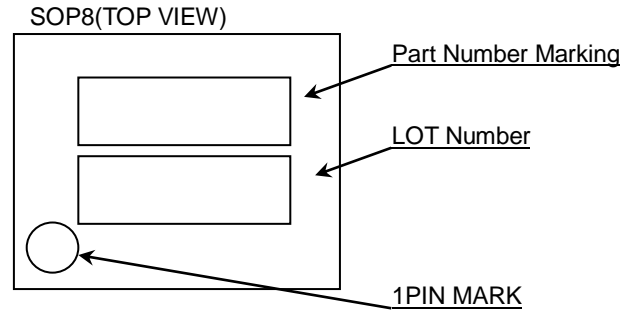 SOP8(TOP VIEW)
Part Number Marking
LOT Number
1PIN MARK